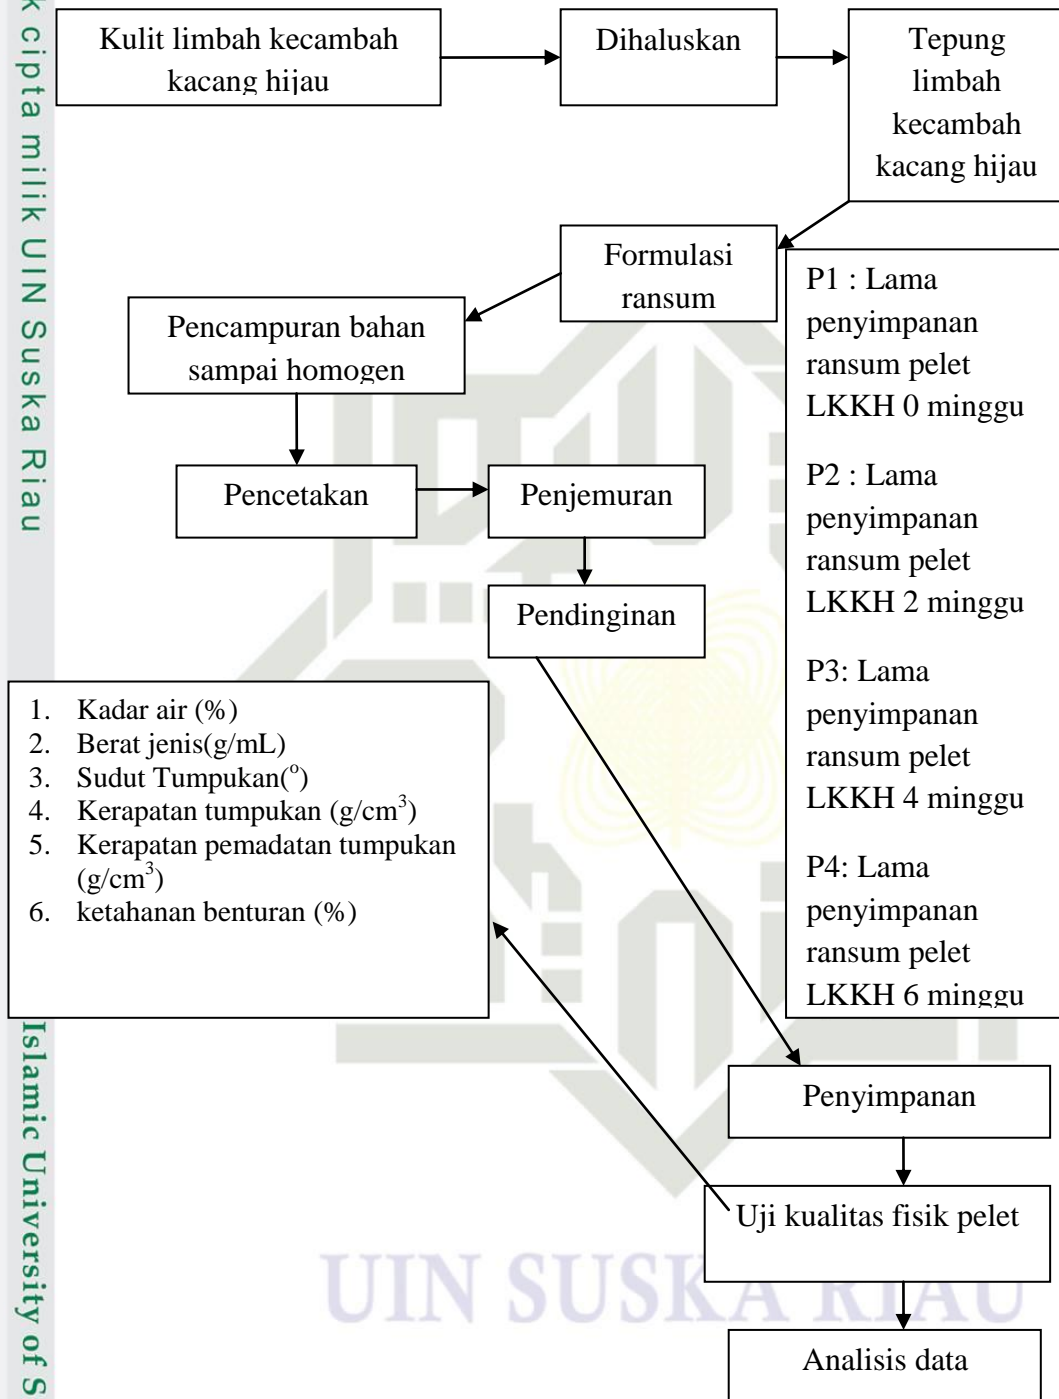 k cipta milik UIN Suska Riau
Kulit limbah kecambah
kacang hijau
Dihaluskan
Tepung
limbah
kecambah
kacang hijau
Formulasi
ransum
Pencampuran bahan
sampai homogen
Pencetakan
Penjemuran
Pendinginan
P1 : Lama
penyimpanan
ransum pelet
LKKH 0 minggu
P2 : Lama
penyimpanan
ransum pelet
LKKH 2 minggu
P3: Lama
penyimpanan
ransum pelet
LKKH 4 minggu
P4: Lama
penyimpanan
ransum pelet
LKKH 6 minggu
1. Kadar air (%)
2. Berat jenis(g/mL)
3. Sudut Tumpukan(°)
4. Kerapatan tumpukan (g/cm³)
5. Kerapatan pemadatan tumpukan
(g/cm³)
6. ketahanan benturan (%)
Penyimpanan
Uji kualitas fisik pelet
Analisis data
Islamic University of S
UIN SUSKA RIAU